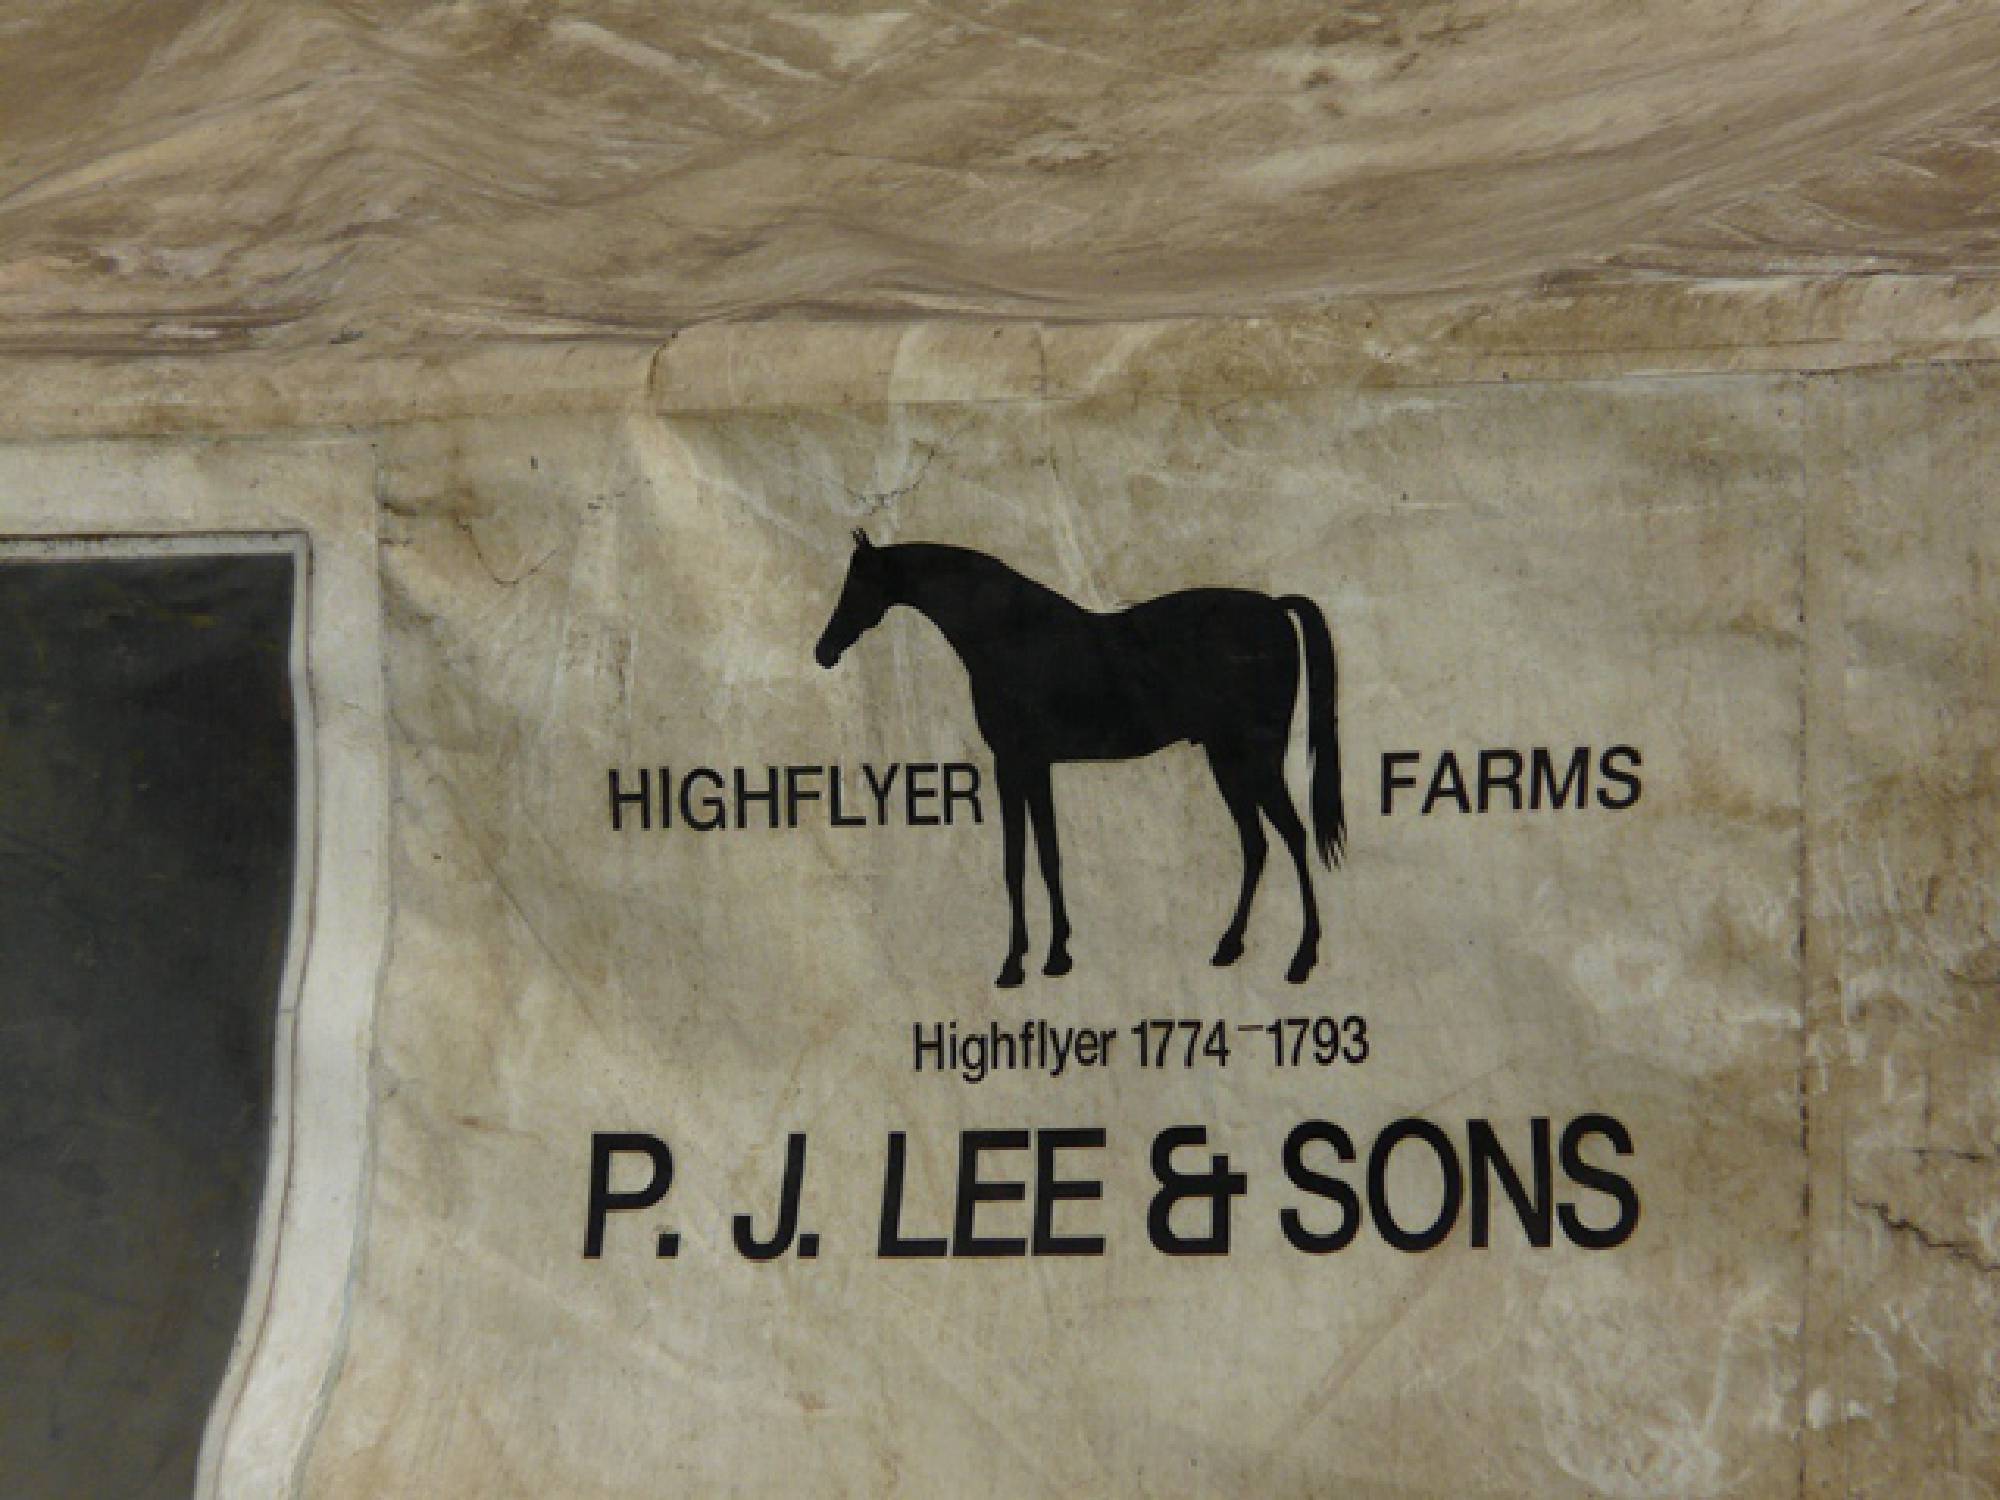 HIGHFLYER FARMS
Highflyer 1774-1793
P. J. LEE & SONS